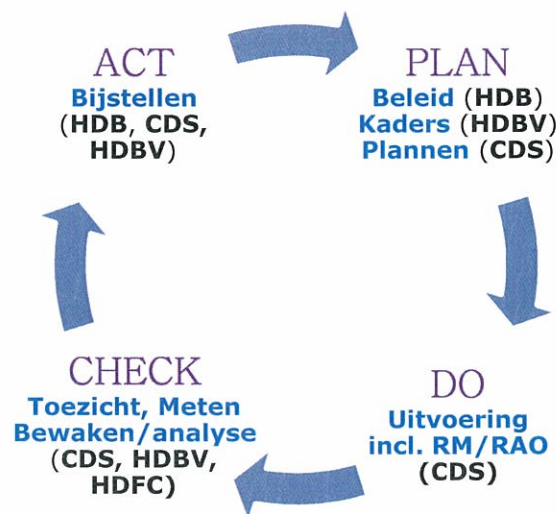 ACT
Bijstellen
(HDB, CDS,
HDBV)
PLAN
Beleid (HDB)
Kaders (HDBV)
Plannen (CDS)
DO
Uitvoering
incl. RM/RAO
(CDS)
CHECK
Toezicht, Meten
Bewaken/analyse
(CDS, HDBV,
HDFC)